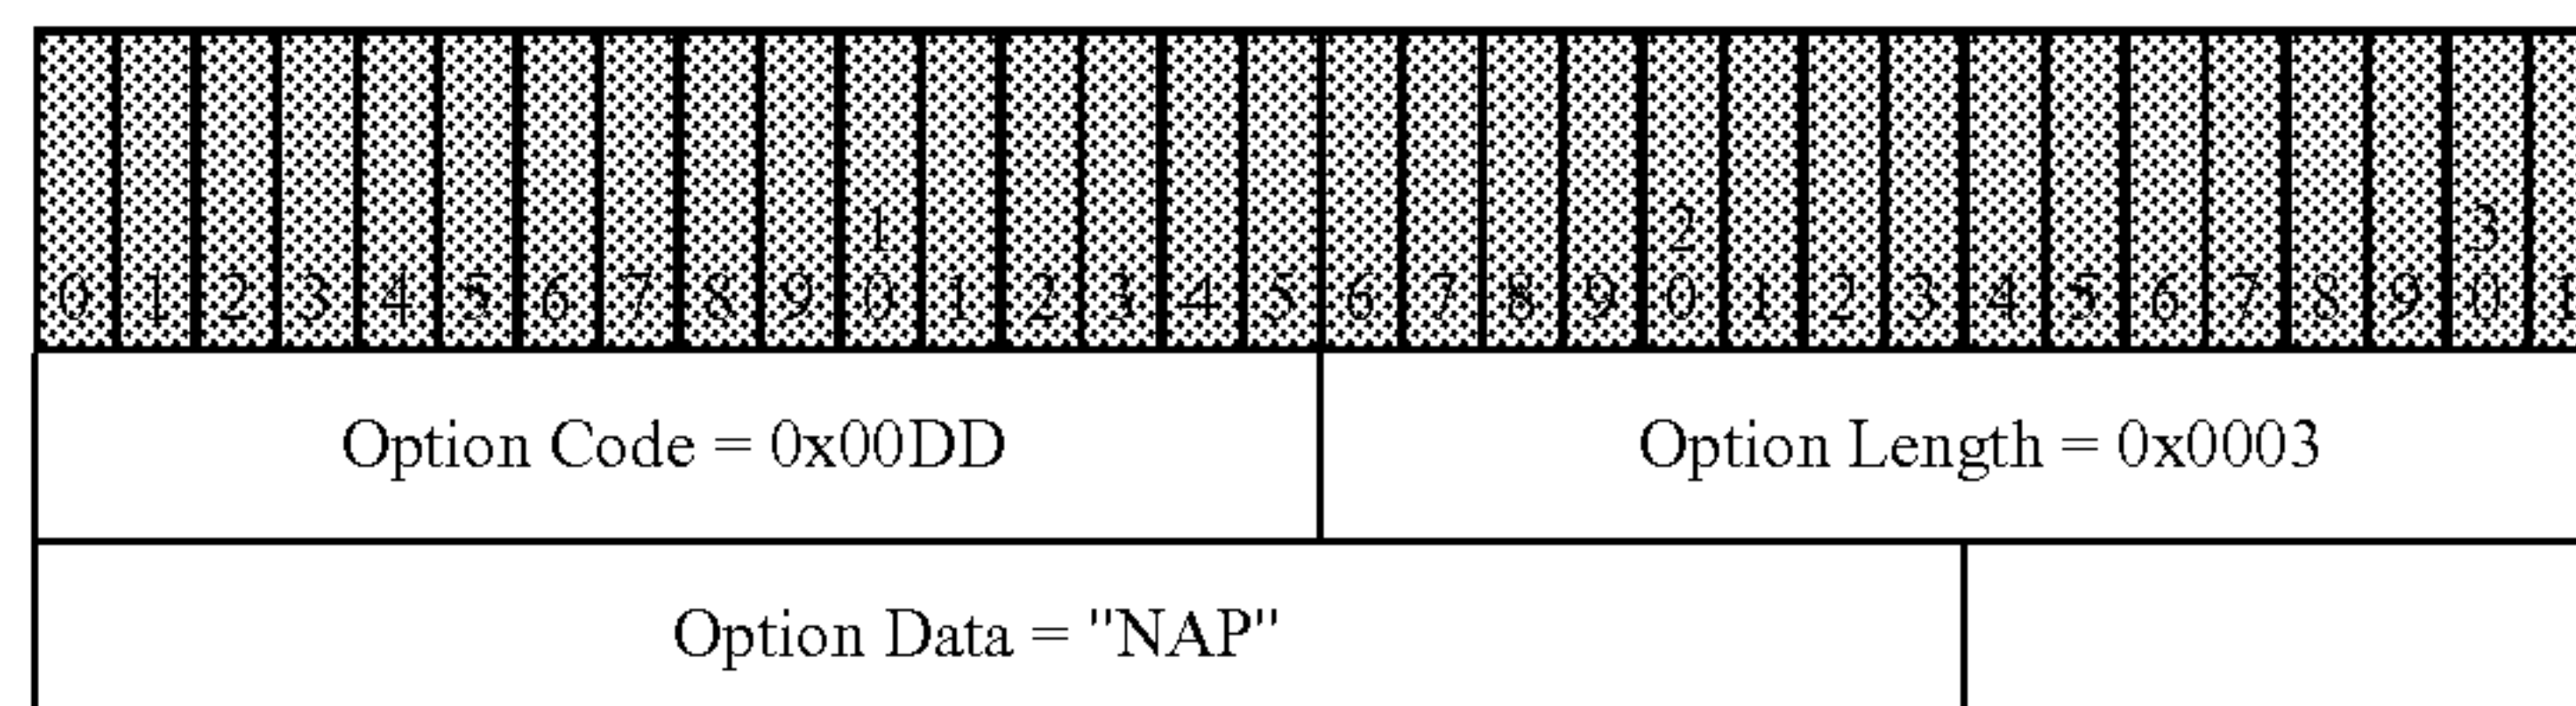 1 2 3
0 1 2 3 4 5 6 7 8 9 0 1 2 3 4 5 6 7 8 9 0 1 2 3 4 5 6 7 8 9 0 1
Option Code = 0x00DD Option Length = 0x0003
Option Data = "NAP"